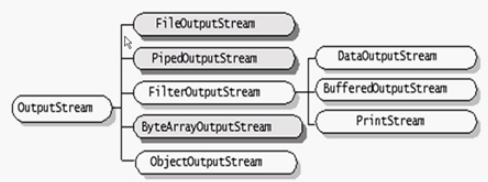 FileOutputStream
PipedOutputStream
DataOutputStream
FilterOutputStream
BufferedOutputStream
OutputStream
PrintStream
ByteArrayOutputStream
ObjectOutputStream